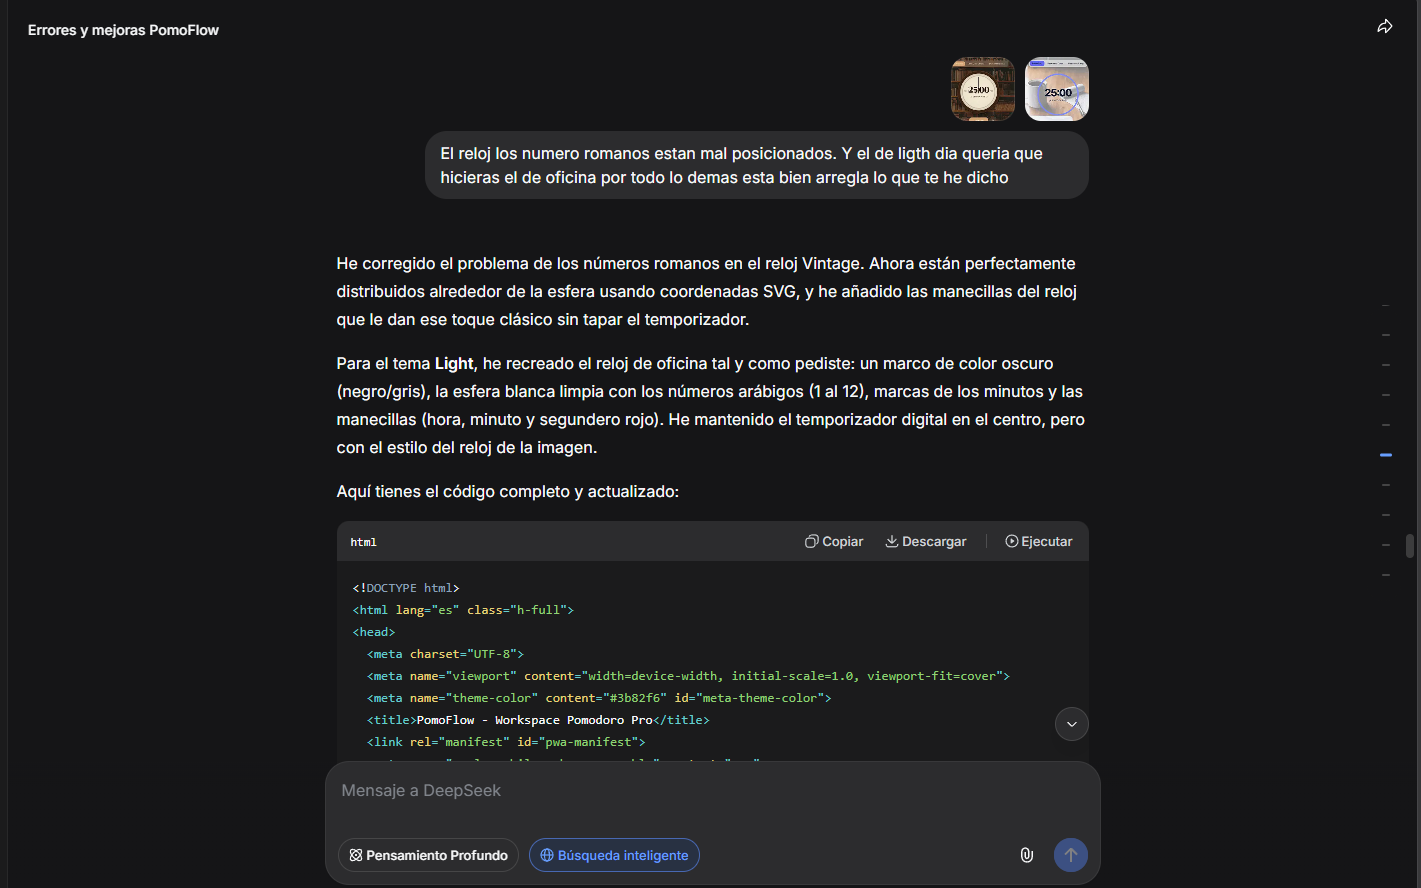 Errores y mejoras PomoFlow
25:00
25:00
El reloj los numero romanos estan mal posicionados. Y el de ligth dia queria que
hicieras el de oficina por todo lo demas esta bien arregla lo que te he dicho
He corregido el problema de los números romanos en el reloj Vintage. Ahora están perfectamente
distribuidos alrededor de la esfera usando coordenadas SVG, y he añadido las manecillas del reloj
que le dan ese toque clásico sin tapar el temporizador.
Para el tema Light, he recreado el reloj de oficina tal y como pediste: un marco de color oscuro
(negro/gris), la esfera blanca limpia con los números arábigos (1 al 12), marcas de los minutos y las
manecillas (hora, minuto y segundero rojo). He mantenido el temporizador digital en el centro, pero
con el estilo del reloj de la imagen.
Aquí tienes el código completo y actualizado:
html Copiar Descargar Ejecutar
<!DOCTYPE html>
<html lang="es" class="h-full">
<head>
<meta charset="UTF-8">
<meta name="viewport" content="width=device-width, initial-scale=1.0, viewport-fit=cover">
<meta name="theme-color" content="#3b82f6" id="meta-theme-color">
<title>PomoFlow - Workspace Pomodoro Pro</title>
<link rel="manifest" id="pwa-manifest">
Mensaje a DeepSeek
Pensamiento Profundo Búsqueda inteligente